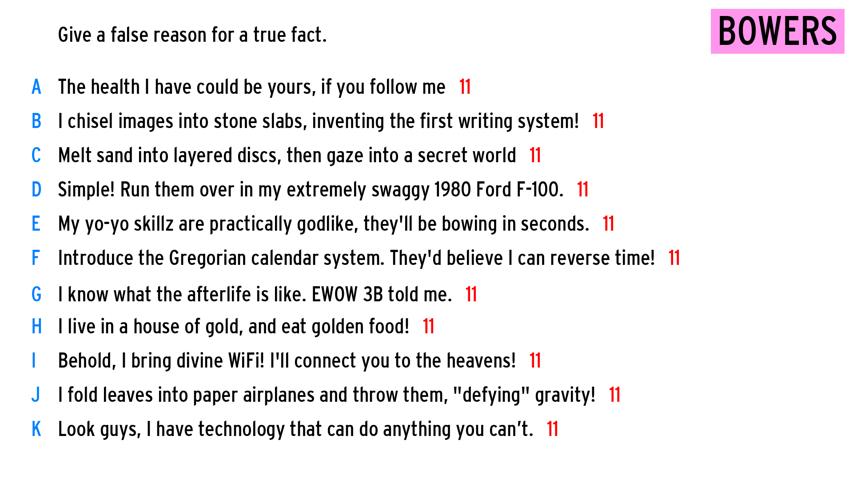 Give a false reason for a true fact.
BOWERS
A The health I have could be yours, if you follow me 11
B I chisel images into stone slabs, inventing the first writing system! 11
C Melt sand into layered discs, then gaze into a secret world 11
D Simple! Run them over in my extremely swaggy 1980 Ford F-100. 11
E My yo-yo skillz are practically godlike, they'll be bowing in seconds. 11
F Introduce the Gregorian calendar system. They'd believe I can reverse time! 11
G I know what the afterlife is like. EWOW 3B told me. 11
H I live in a house of gold, and eat golden food! 11
I Behold, I bring divine WiFi! I'll connect you to the heavens! 11
J I fold leaves into paper airplanes and throw them, "defying" gravity! 11
K Look guys, I have technology that can do anything you can’t. 11